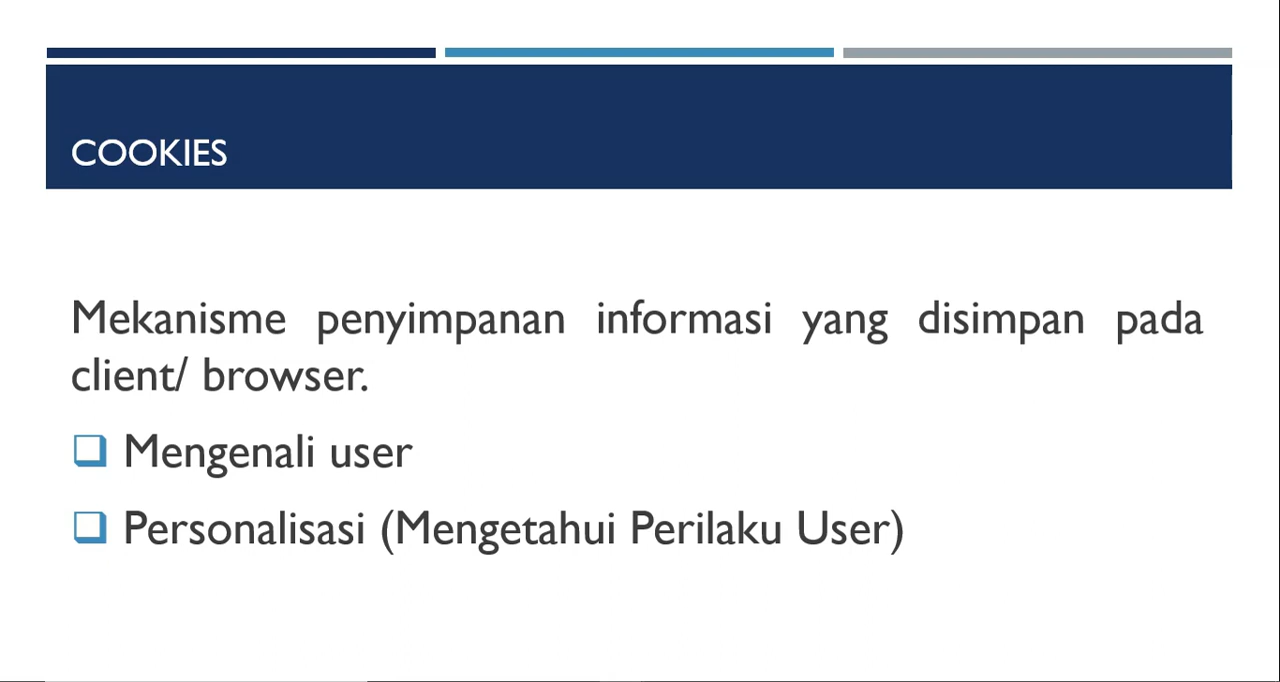 COOKIES
Mekanisme penyimpanan informasi yang disimpan pada
client/ browser.
Mengenali user
Personalisasi (Mengetahui Perilaku User)